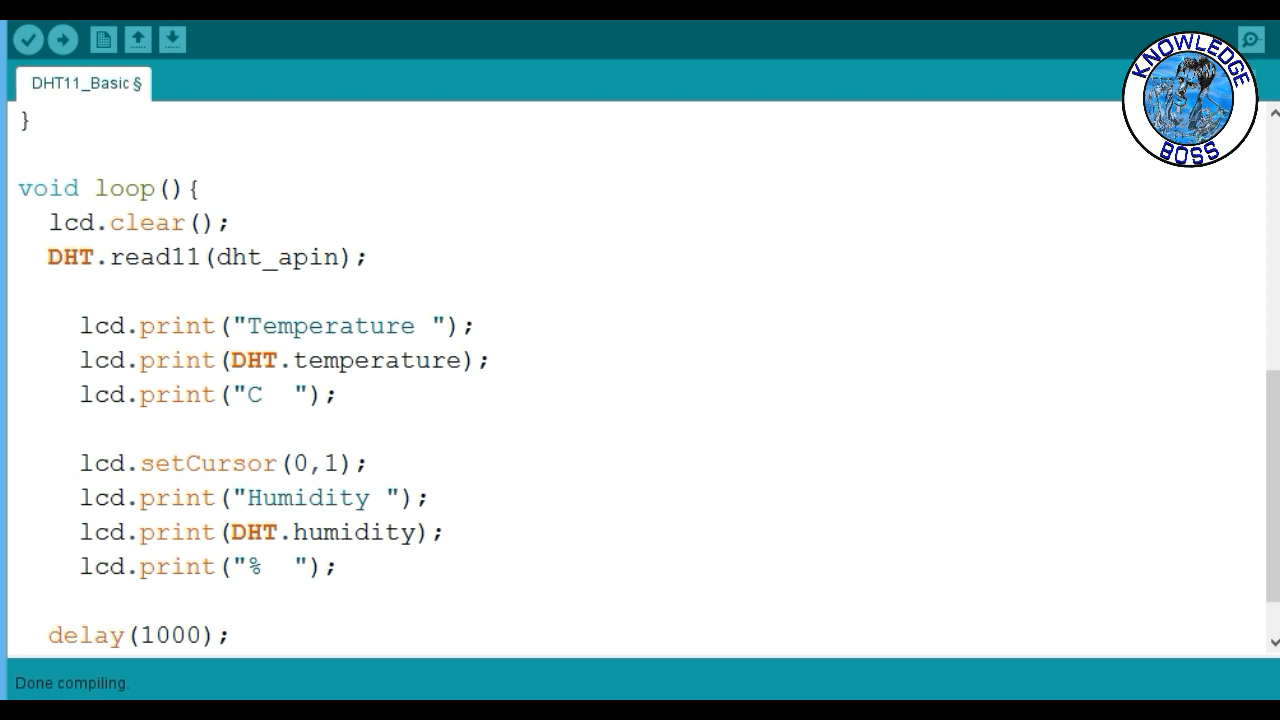 KNOWLEDGE
BOSS
DHT11_Basic §
}
void loop(){
lcd.clear();
DHT.read11(dht_apin);
lcd.print("Temperature ");
lcd.print(DHT.temperature);
lcd.print("C  ");
lcd.setCursor(0,1);
lcd.print("Humidity ");
lcd.print(DHT.humidity);
lcd.print("%  ");
delay(1000);
Done compiling.